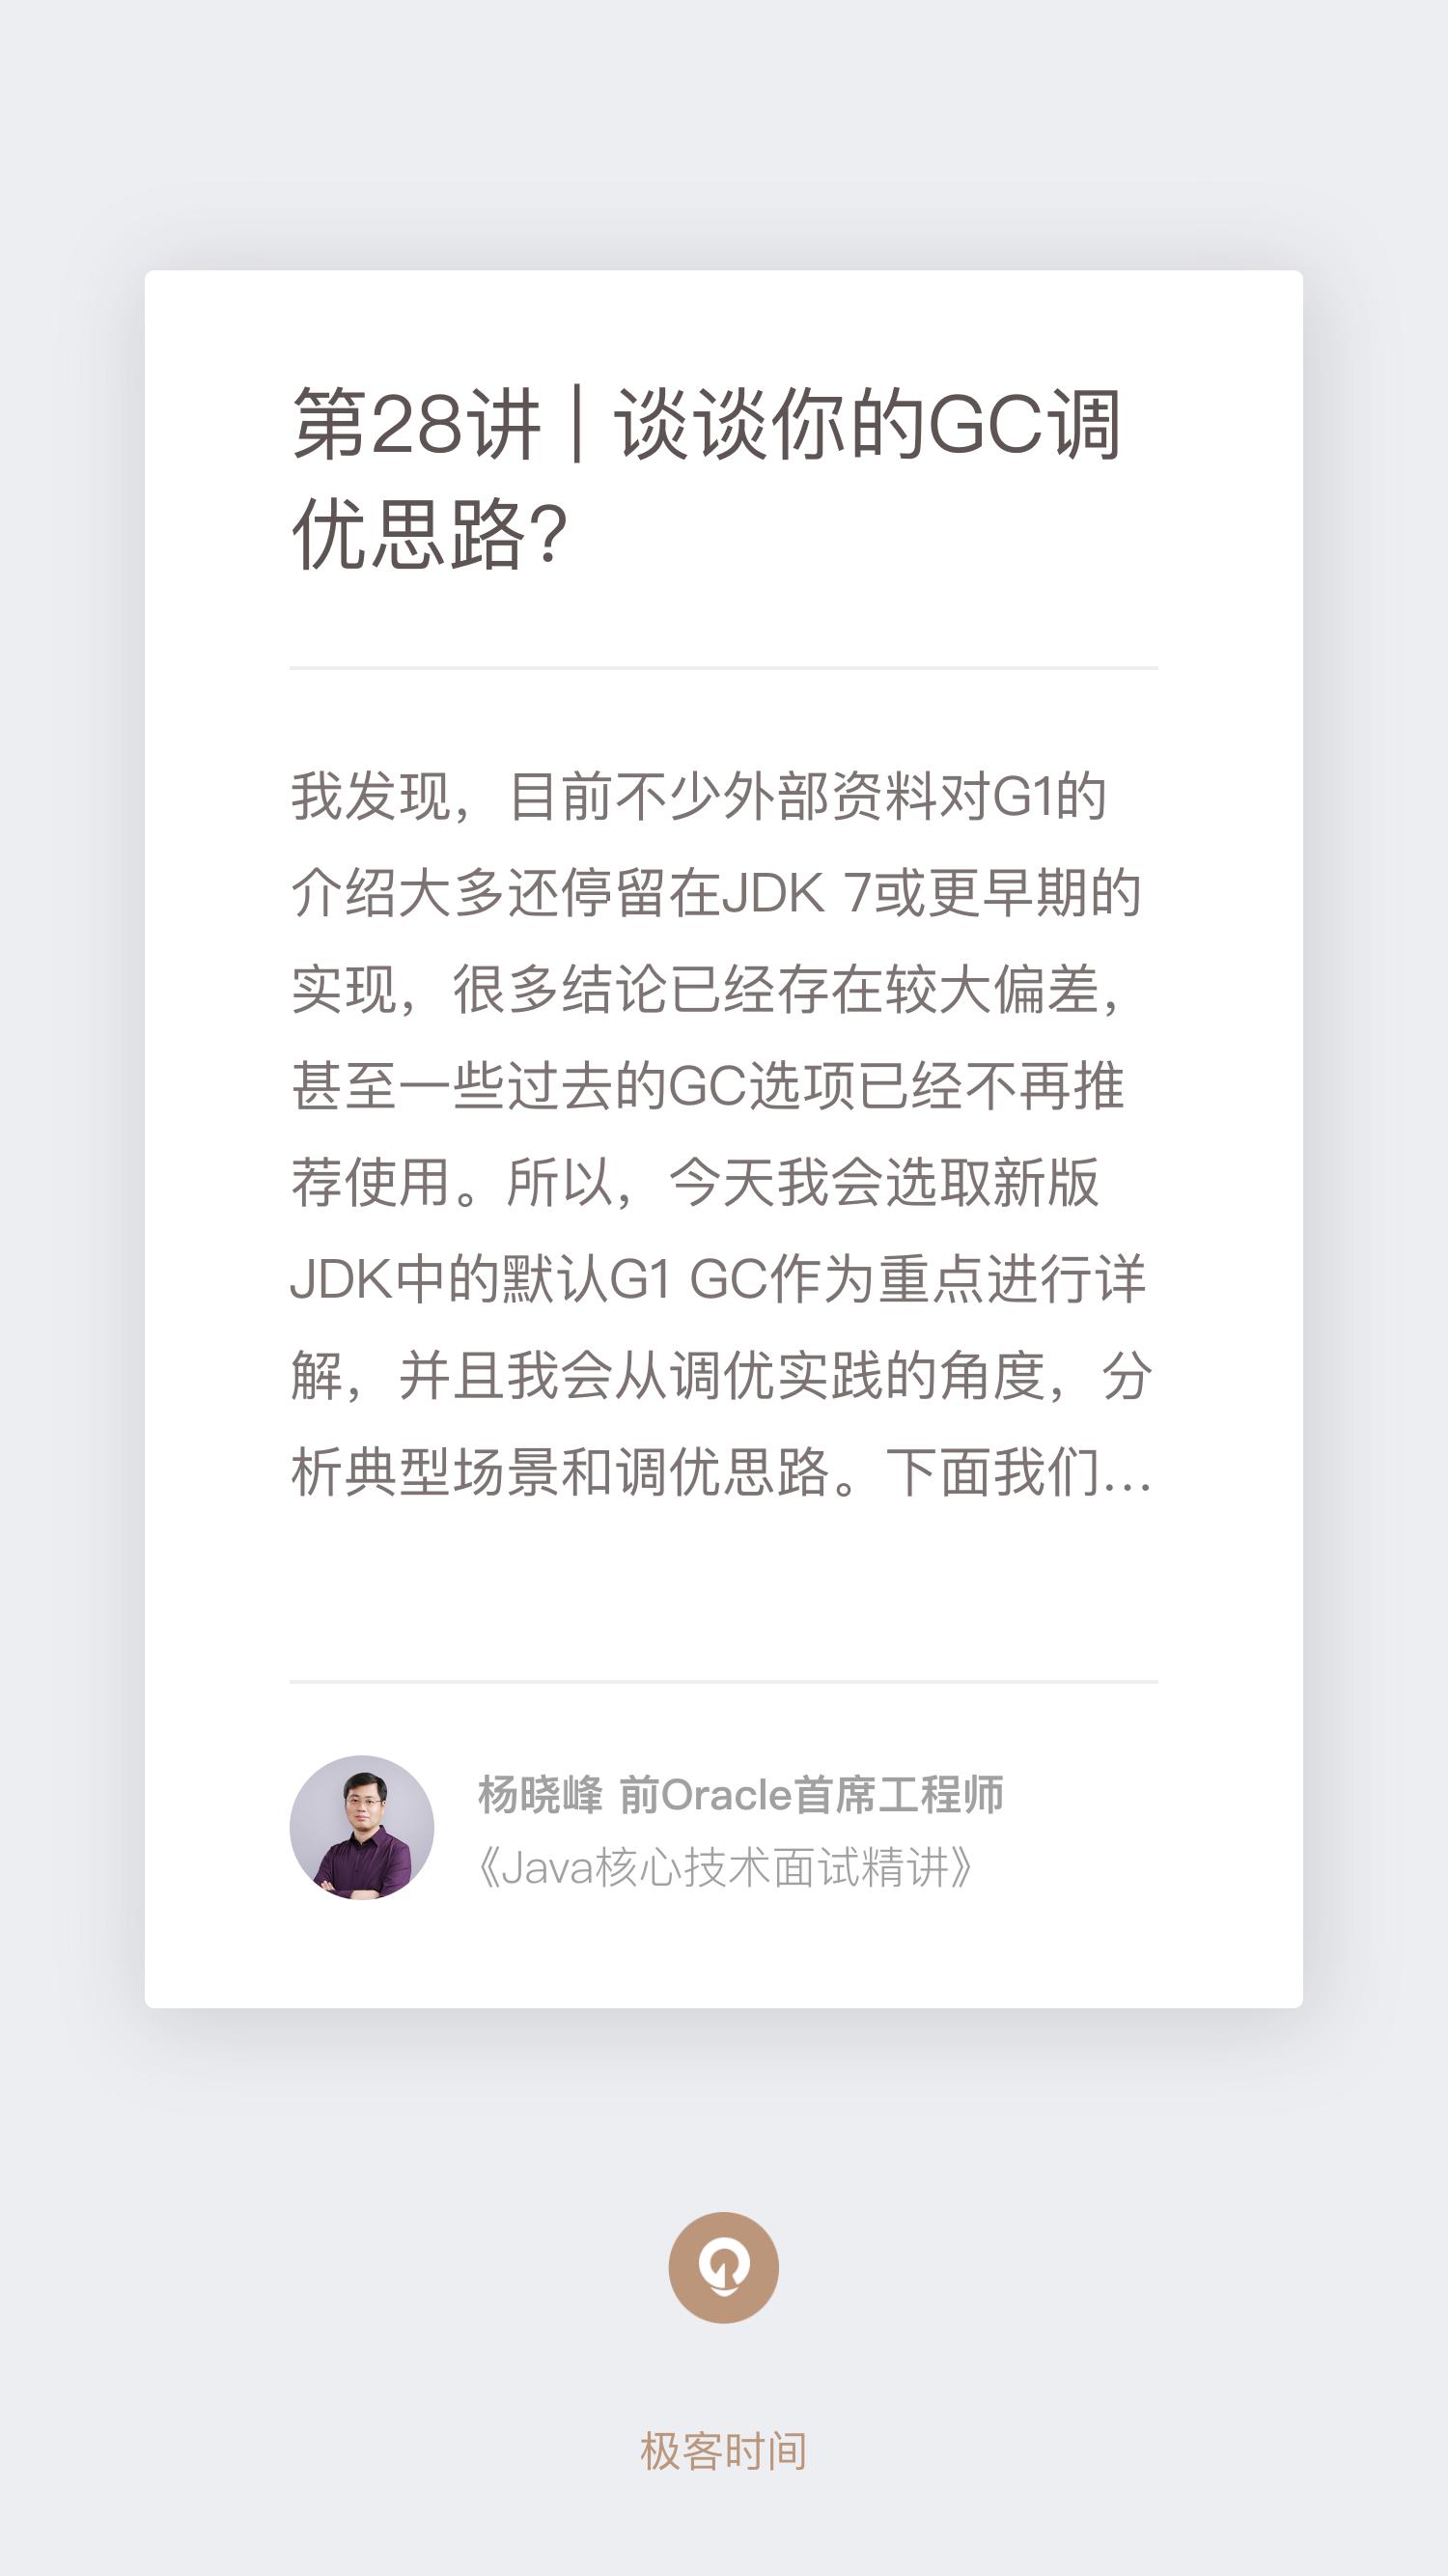 第28讲 | 谈谈你的GC调
优思路?
我发现，目前不少外部资料对G1的
介绍大多还停留在JDK 7或更早期的
实现，很多结论已经存在较大偏差，
甚至一些过去的GC选项已经不再推
荐使用。所以，今天我会选取新版
JDK中的默认G1 GC作为重点进行详
解，并且我会从调优实践的角度，分
析典型场景和调优思路。下面我们...
杨晓峰 前Oracle首席工程师
《Java核心技术面试精讲》
极客时间